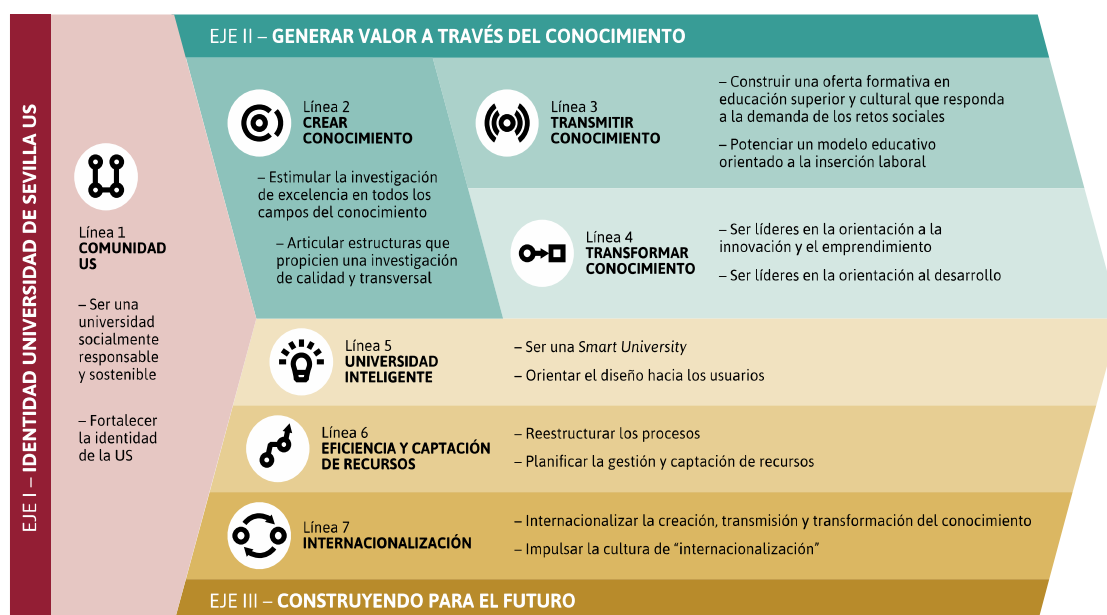 EJE I – IDENTIDAD UNIVERSIDAD DE SEVILLA US
Línea 1
COMUNIDAD
US
– Ser una
universidad
socialmente
responsable
y sostenible
– Fortalecer
la identidad
de la US
EJE II – GENERAR VALOR A TRAVÉS DEL CONOCIMIENTO
Línea 2
CREAR
CONOCIMIENTO
– Estimular la investigación
de excelencia en todos los
campos del conocimiento
– Articular estructuras que
propicien una investigación
de calidad y transversal
Línea 3
TRANSMITIR
CONOCIMIENTO
– Construir una oferta formativa en
educación superior y cultural que responda
a la demanda de los retos sociales
– Potenciar un modelo educativo
orientado a la inserción laboral
Línea 4
TRANSFORMAR
CONOCIMIENTO
– Ser líderes en la orientación a la
innovación y el emprendimiento
– Ser líderes en la orientación al desarrollo
Línea 5
UNIVERSIDAD
INTELIGENTE
– Ser una Smart University
– Orientar el diseño hacia los usuarios
Línea 6
EFICIENCIA Y CAPTACIÓN
DE RECURSOS
– Reestructurar los procesos
– Planificar la gestión y captación de recursos
Línea 7
INTERNACIONALIZACIÓN
– Internacionalizar la creación, transmisión y transformación del conocimiento
– Impulsar la cultura de “internacionalización”
EJE III – CONSTRUYENDO PARA EL FUTURO